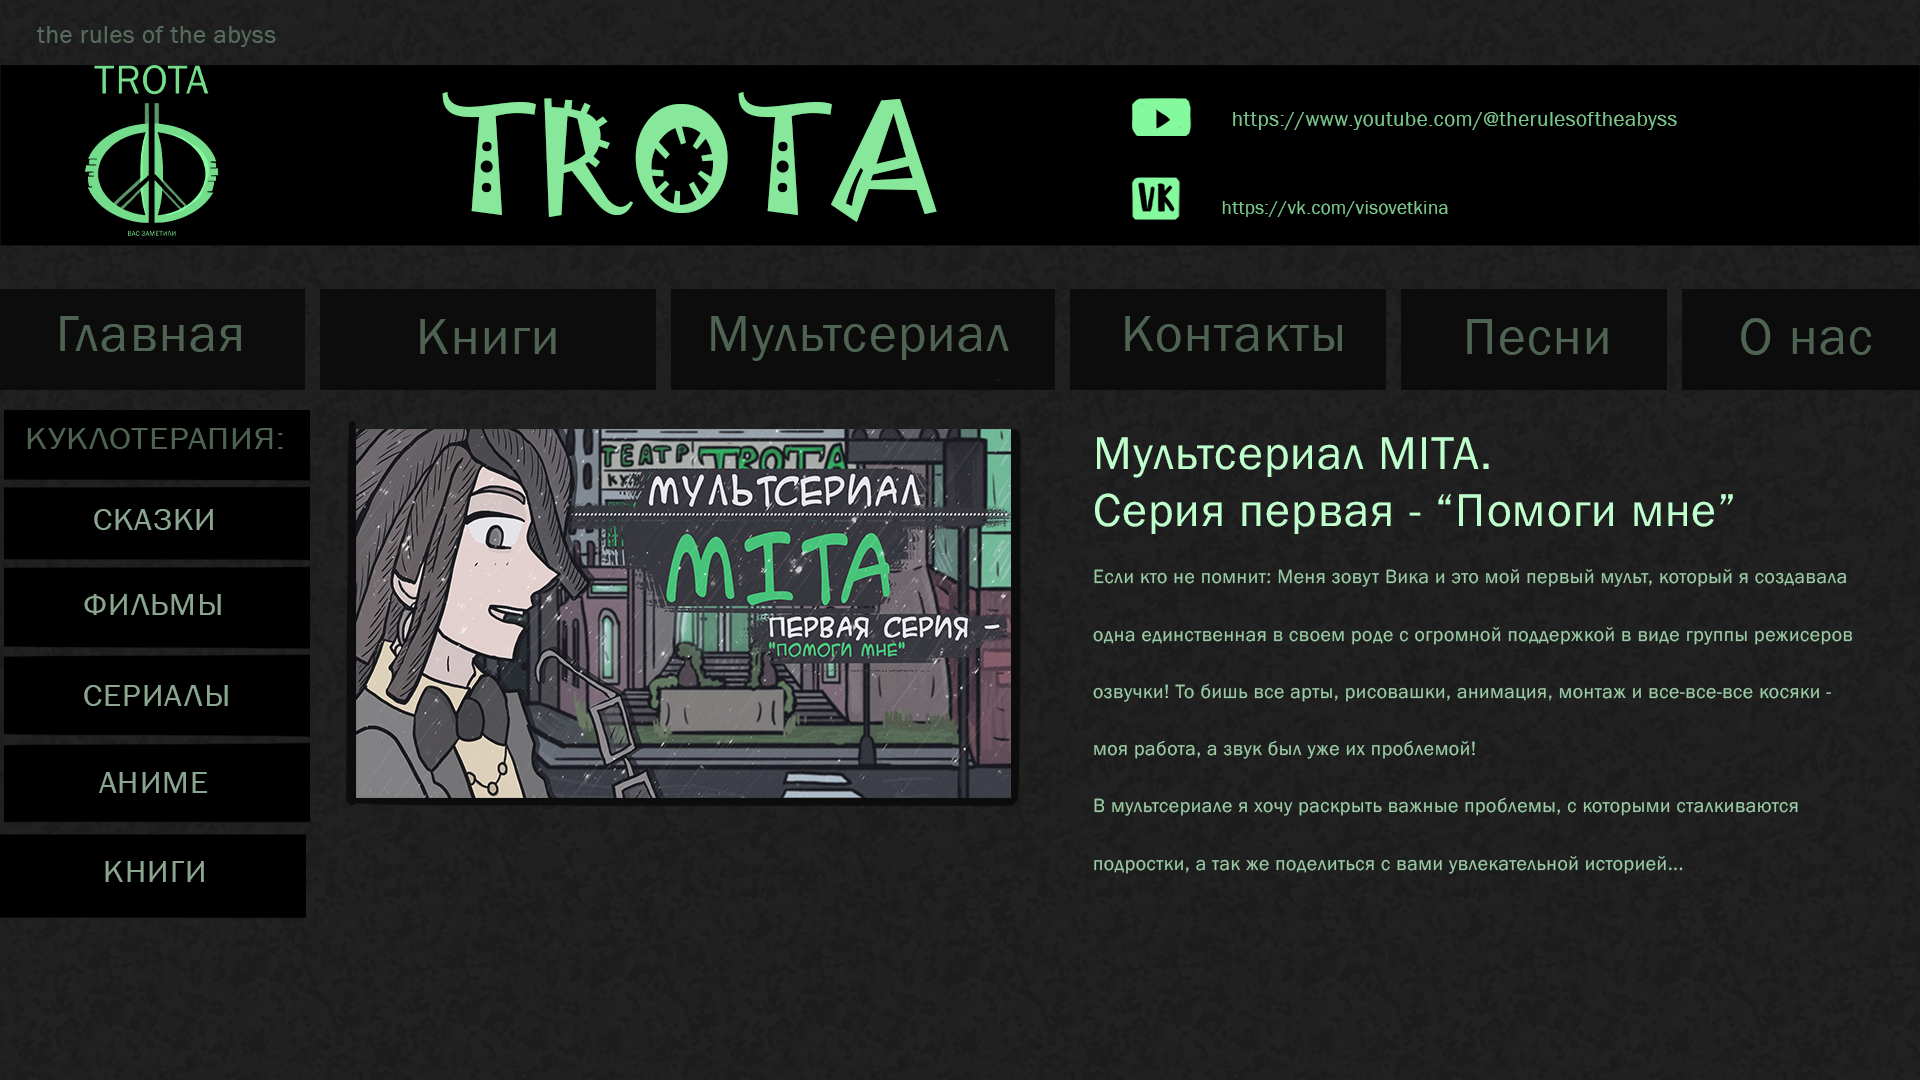 the rules of the abyss
TROTA
ВАС ЗАМЕТИЛИ
TROTA
https://www.youtube.com/@therulesoftheabyss
VK
https://vk.com/visovetkina
Главная
Книги
Мультсериал
Контакты
Песни
О нас
КУКЛОТЕРАПИЯ:
СКАЗКИ
ФИЛЬМЫ
СЕРИАЛЫ
АНИМЕ
КНИГИ
ТЕАТР TROTA
МУЛЬТСЕРИАЛ
MITA
ПЕРВАЯ СЕРИЯ -
"ПОМОГИ МНЕ"
Мультсериал MITA.
Серия первая - “Помоги мне”
Если кто не помнит: Меня зовут Вика и это мой первый мульт, который я создавала
одна единственная в своем роде с огромной поддержкой в виде группы режисеров
озвучки! То бишь все арты, рисовашки, анимация, монтаж и все-все-все косяки -
моя работа, а звук был уже их проблемой!
В мультсериале я хочу раскрыть важные проблемы, с которыми сталкиваются
подростки, а так же поделиться с вами увлекательной историей...